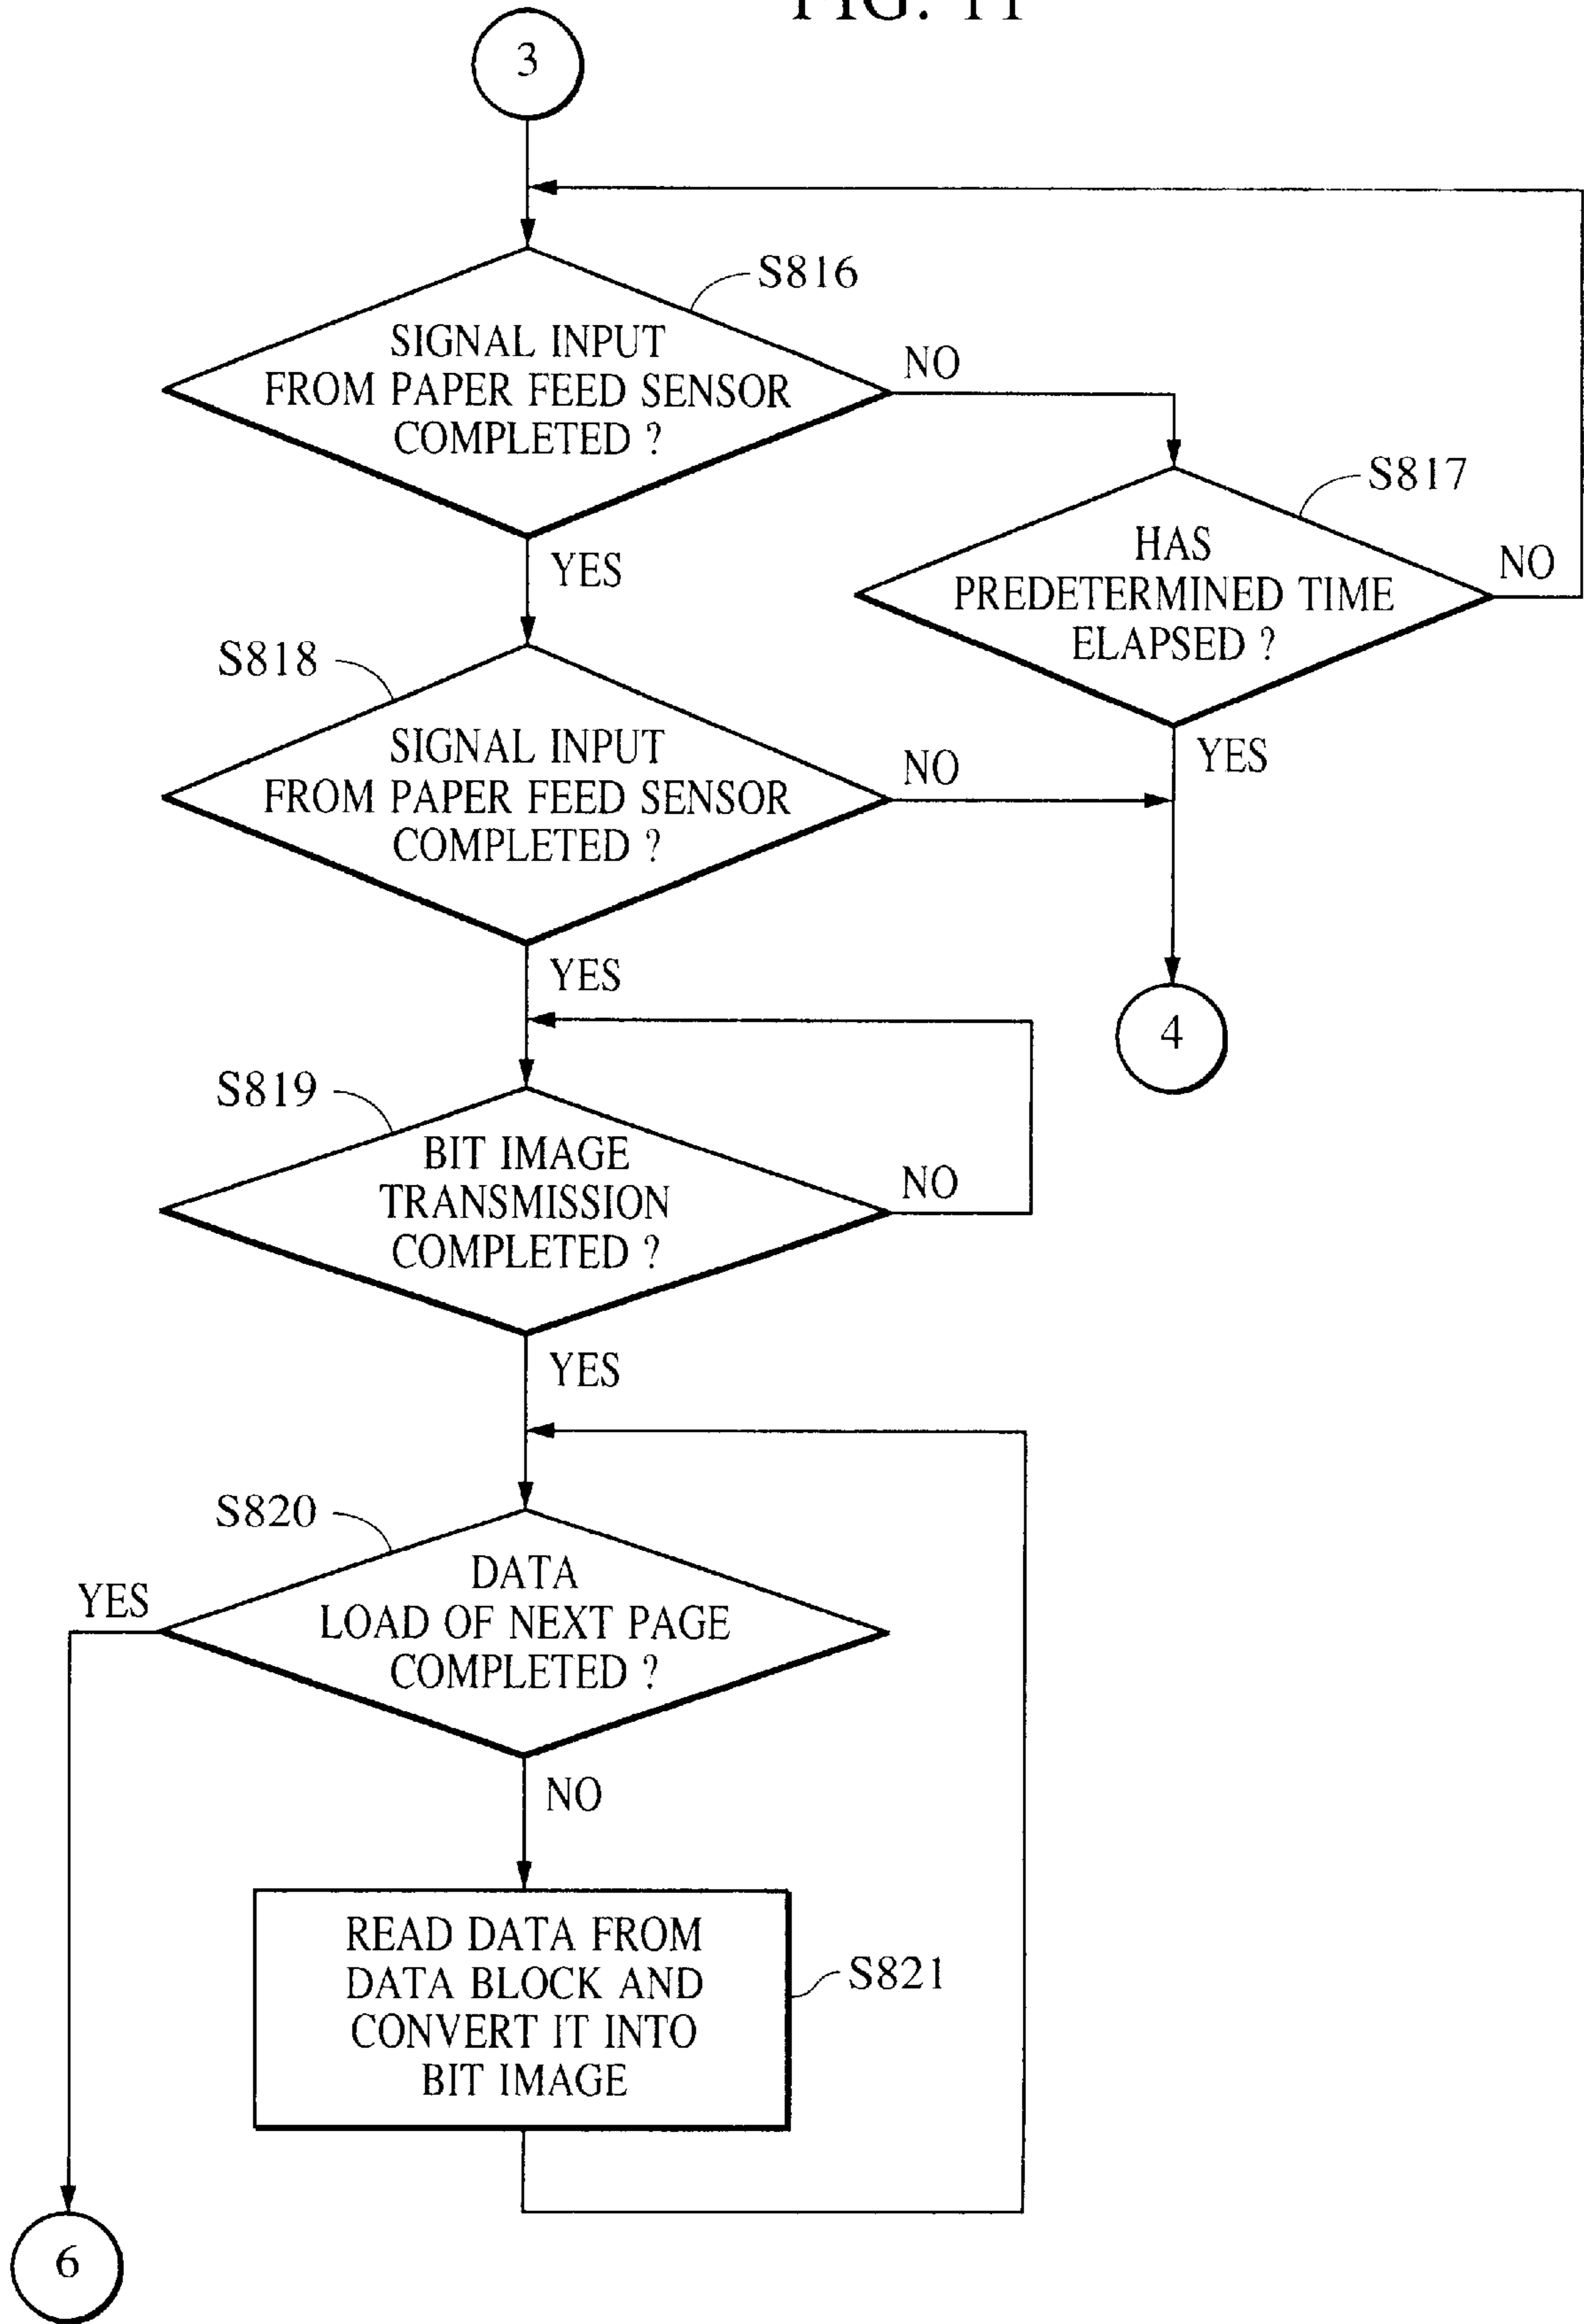 FIG. 11
3
S816
SIGNAL INPUT
FROM PAPER FEED SENSOR
COMPLETED ?
NO
YES
S817
HAS
PREDETERMINED TIME
ELAPSED ?
NO
YES
S818
SIGNAL INPUT
FROM PAPER FEED SENSOR
COMPLETED ?
NO
YES
4
S819
BIT IMAGE
TRANSMISSION
COMPLETED ?
NO
YES
S820
DATA
LOAD OF NEXT PAGE
COMPLETED ?
YES
NO
READ DATA FROM
DATA BLOCK AND
CONVERT IT INTO
BIT IMAGE
S821
6